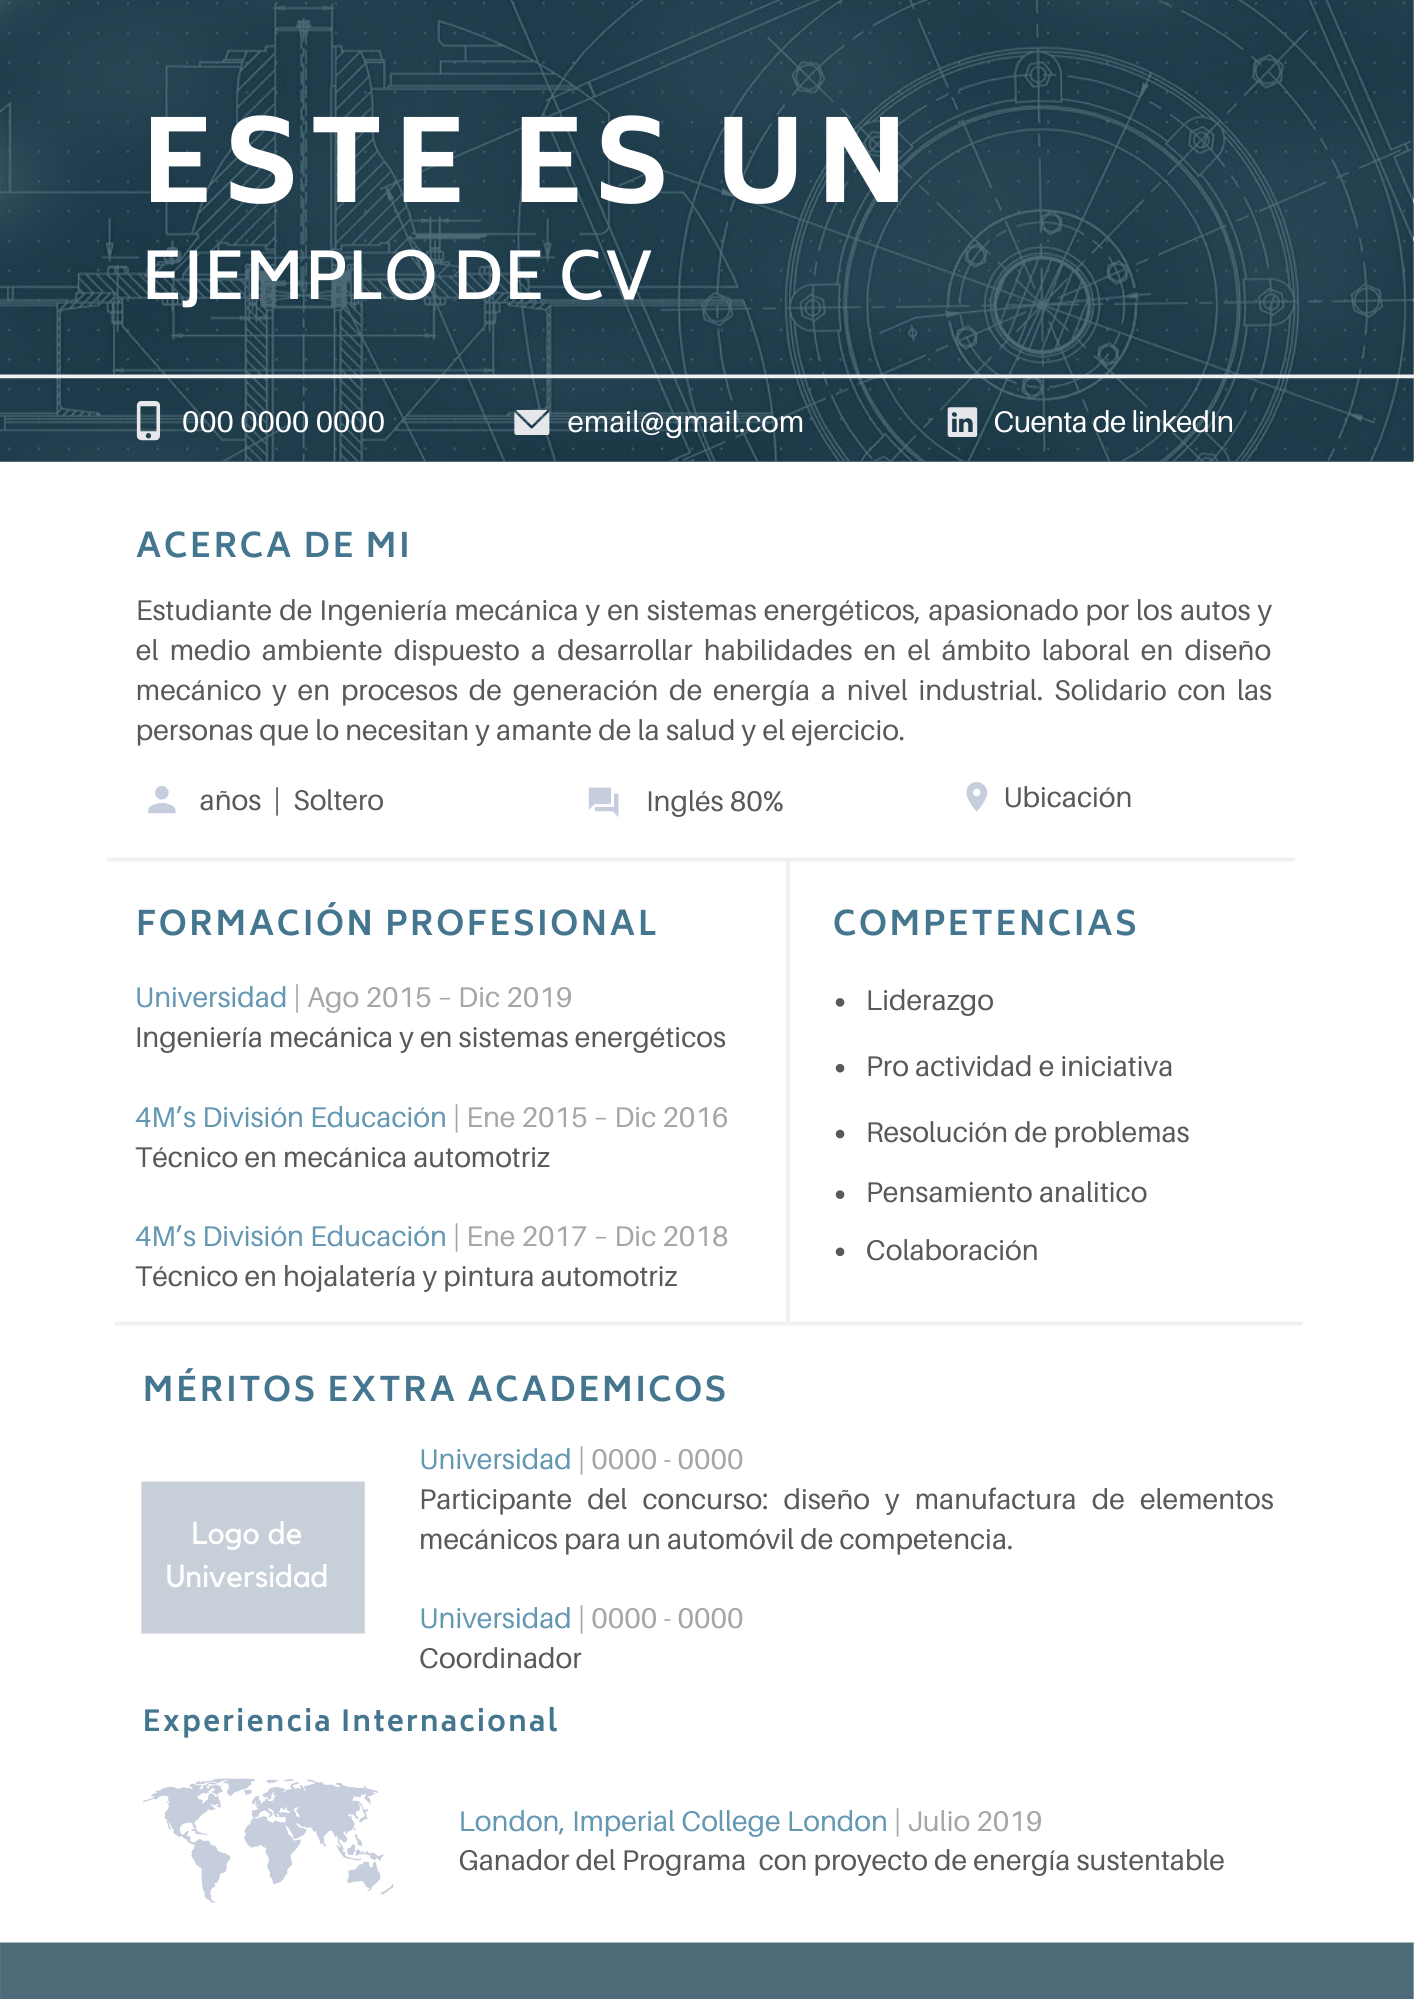 ESTE ES UN
EJEMPLO DE CV
000 0000 0000
email@gmail.com
in Cuenta de linkedIn
ACERCA DE MI
Estudiante de Ingeniería mecánica y en sistemas energéticos, apasionado por los autos y
el medio ambiente dispuesto a desarrollar habilidades en el ámbito laboral en diseño
mecánico y en procesos de generación de energía a nivel industrial. Solidario con las
personas que lo necesitan y amante de la salud y el ejercicio.
años | Soltero
Inglés 80%
Ubicación
FORMACIÓN PROFESIONAL
Universidad | Ago 2015 – Dic 2019
Ingeniería mecánica y en sistemas energéticos
4M’s División Educación | Ene 2015 – Dic 2016
Técnico en mecánica automotriz
4M’s División Educación | Ene 2017 – Dic 2018
Técnico en hojalatería y pintura automotriz
COMPETENCIAS
• Liderazgo
• Pro actividad e iniciativa
• Resolución de problemas
• Pensamiento analitico
• Colaboración
MÉRITOS EXTRA ACADEMICOS
Logo de
Universidad
Universidad | 0000 - 0000
Participante del concurso: diseño y manufactura de elementos
mecánicos para un automóvil de competencia.
Universidad | 0000 - 0000
Coordinador
Experiencia Internacional
London, Imperial College London | Julio 2019
Ganador del Programa con proyecto de energía sustentable